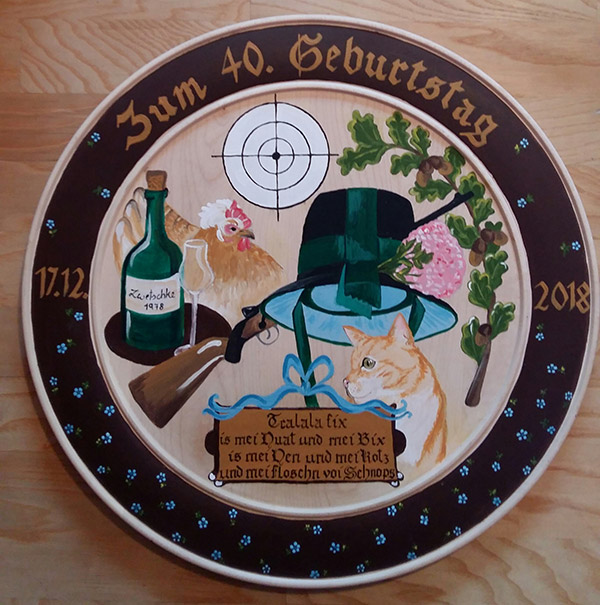 Zum 40. Geburtstag
17.12.
2018
Zwetschke
1978
Tralala fix
is mei Huat und mei Bix
is mei Hen und mei Kotz
und mei Floschn voi Schnops